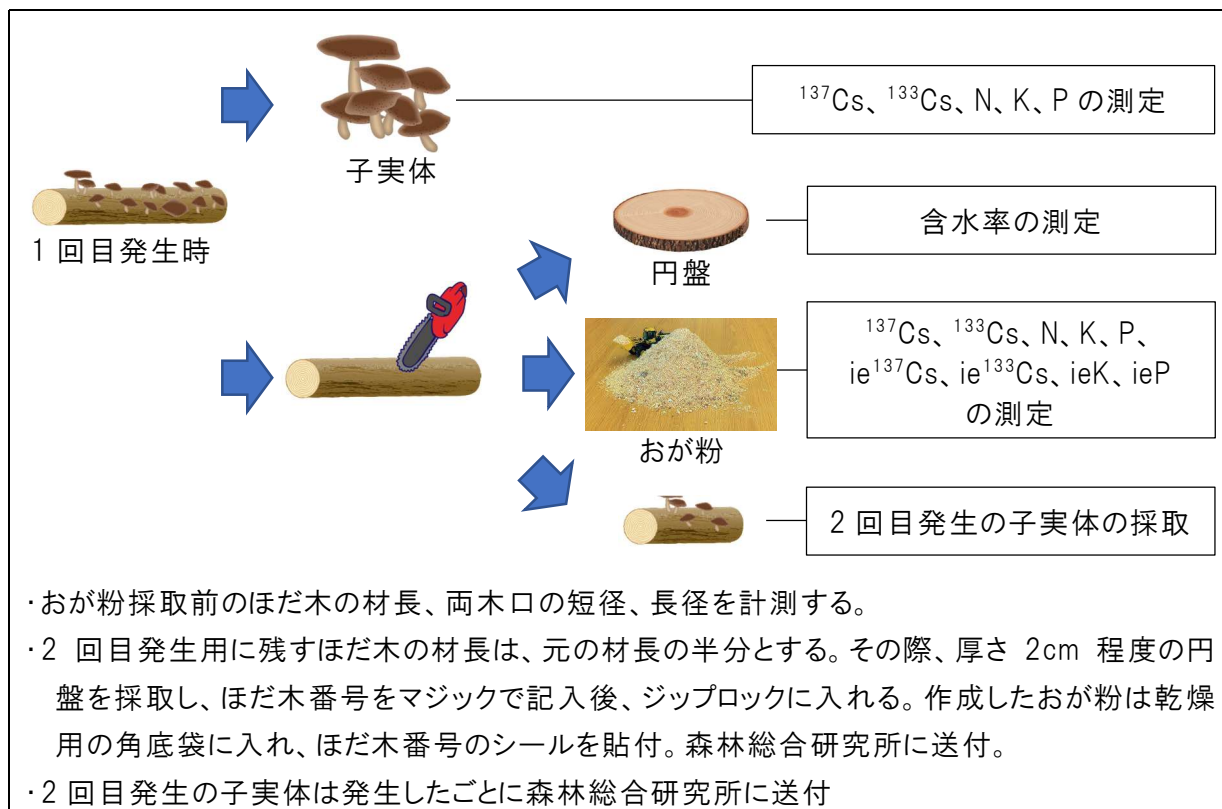 ¹³⁷Cs、¹³³Cs、N、K、P の測定
子実体
1 回目発生時
含水率の測定
円盤
¹³⁷Cs、¹³³Cs、N、K、P、
ie¹³⁷Cs、ie¹³³Cs、ieK、ieP
の測定
おが粉
2 回目発生の子実体の採取
・おが粉採取前のほだ木の材長、両木口の短径、長径を計測する。
・2 回目発生用に残すほだ木の材長は、元の材長の半分とする。その際、厚さ 2cm 程度の円
盤を採取し、ほだ木番号をマジックで記入後、ジップロックに入れる。作成したおが粉は乾燥
用の角底袋に入れ、ほだ木番号のシールを貼付。森林総合研究所に送付。
・2 回目発生の子実体は発生したごとに森林総合研究所に送付